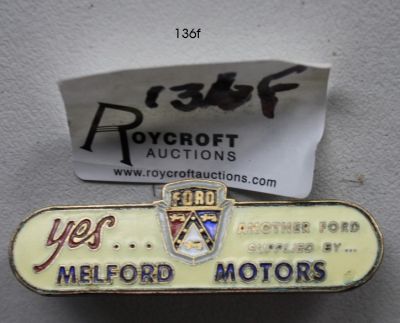 136f
136F
ROYCROFT
AUCTIONS
www.roycroftauctions.com
FORD
yes...
ANOTHER FORD
SUPPLIED BY...
MELFORD MOTORS